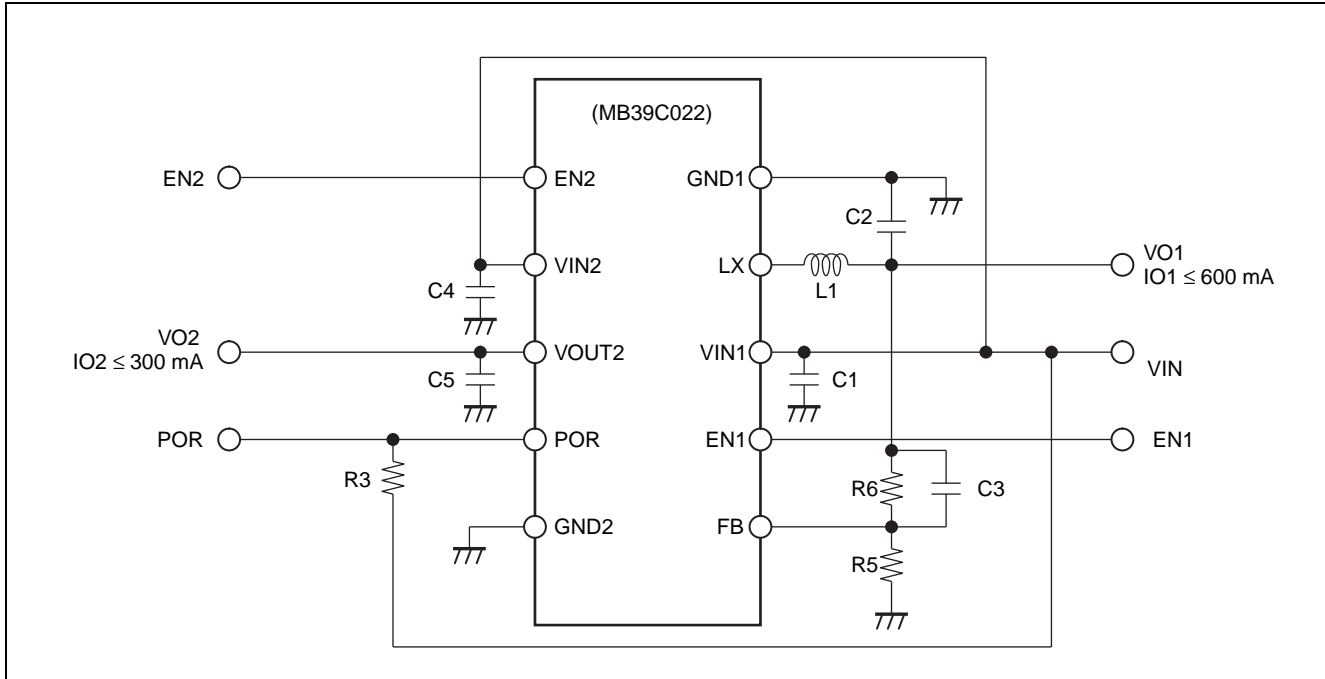 (MB39C022)
EN2
EN2
GND1
C2
VIN2
LX
VO1
IO1 ≤ 600 mA
C4
L1
VO2
IO2 ≤ 300 mA
VOUT2
VIN1
VIN
C5
C1
POR
POR
EN1
EN1
R3
R6
C3
GND2
FB
R5